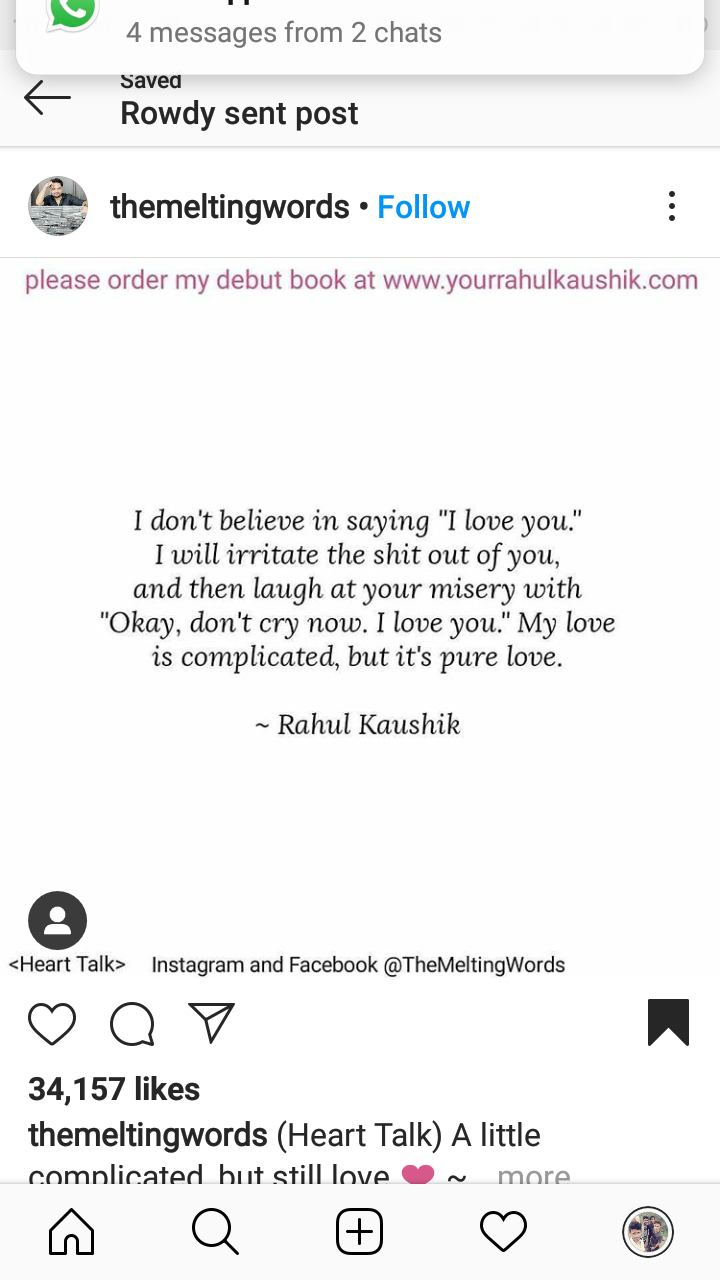 4 messages from 2 chats
Saved
Rowdy sent post
themeltingwords • Follow
please order my debut book at www.yourrahulkaushik.com
I don't believe in saying "I love you."
I will irritate the shit out of you,
and then laugh at your misery with
"Okay, don't cry now. I love you." My love
is complicated, but it's pure love.
~ Rahul Kaushik
<Heart Talk> Instagram and Facebook @TheMeltingWords
34,157 likes
themeltingwords (Heart Talk) A little
complicated, but still love 💗 ~ more